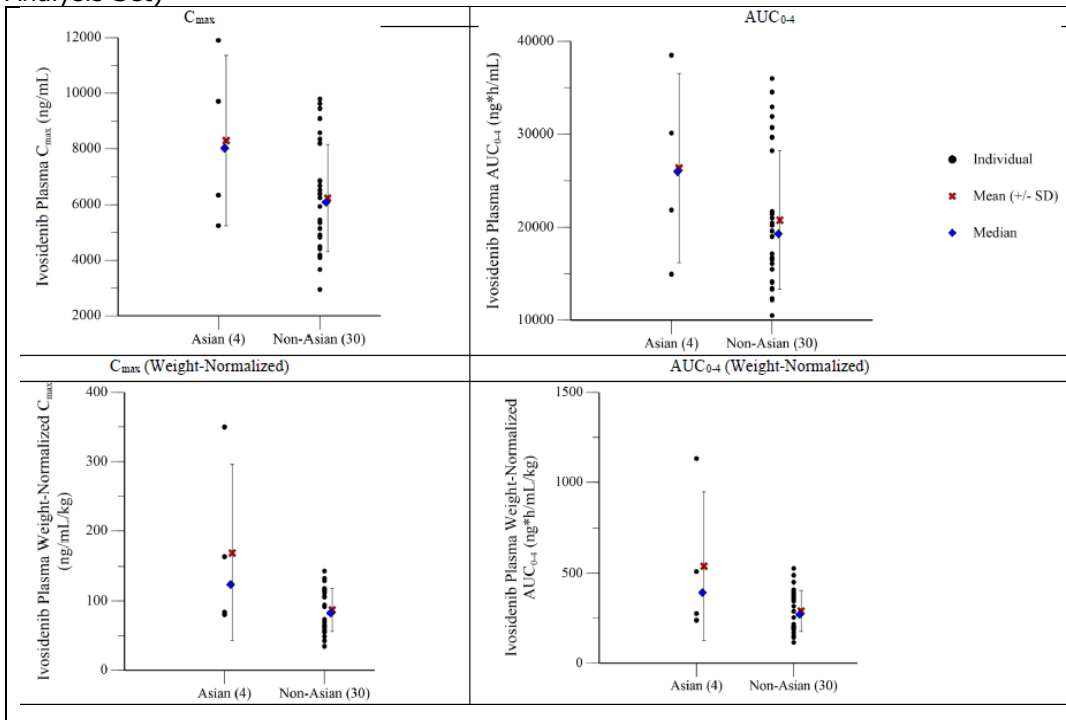 Analysis Set)
Cmax
AUC0-4
Ivosidenib Plasma Cmax (ng/mL)
12000
10000
8000
6000
4000
2000
Asian (4)
Non-Asian (30)
Ivosidenib Plasma AUC0-4 (ng*h/mL)
40000
30000
20000
10000
Asian (4)
Non-Asian (30)
Individual
Mean (+/- SD)
Median
Cmax (Weight-Normalized)
AUC0-4 (Weight-Normalized)
Ivosidenib Plasma Weight-Normalized Cmax
(ng/mL/kg)
400
300
200
100
0
Asian (4)
Non-Asian (30)
Ivosidenib Plasma Weight-Normalized
AUC0-4 (ng*h/mL/kg)
1500
1000
500
0
Asian (4)
Non-Asian (30)